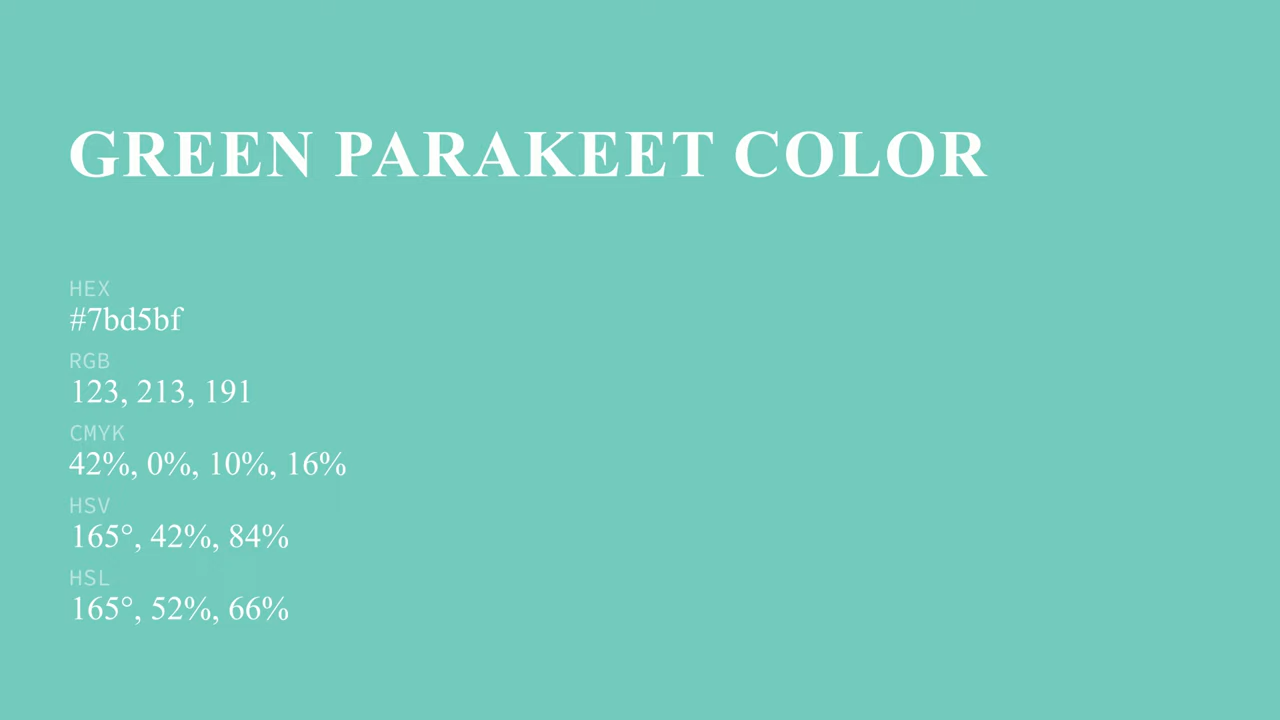 GREEN PARAKEET COLOR
HEX
#7bd5bf
RGB
123, 213, 191
CMYK
42%, 0%, 10%, 16%
HSV
165°, 42%, 84%
HSL
165°, 52%, 66%